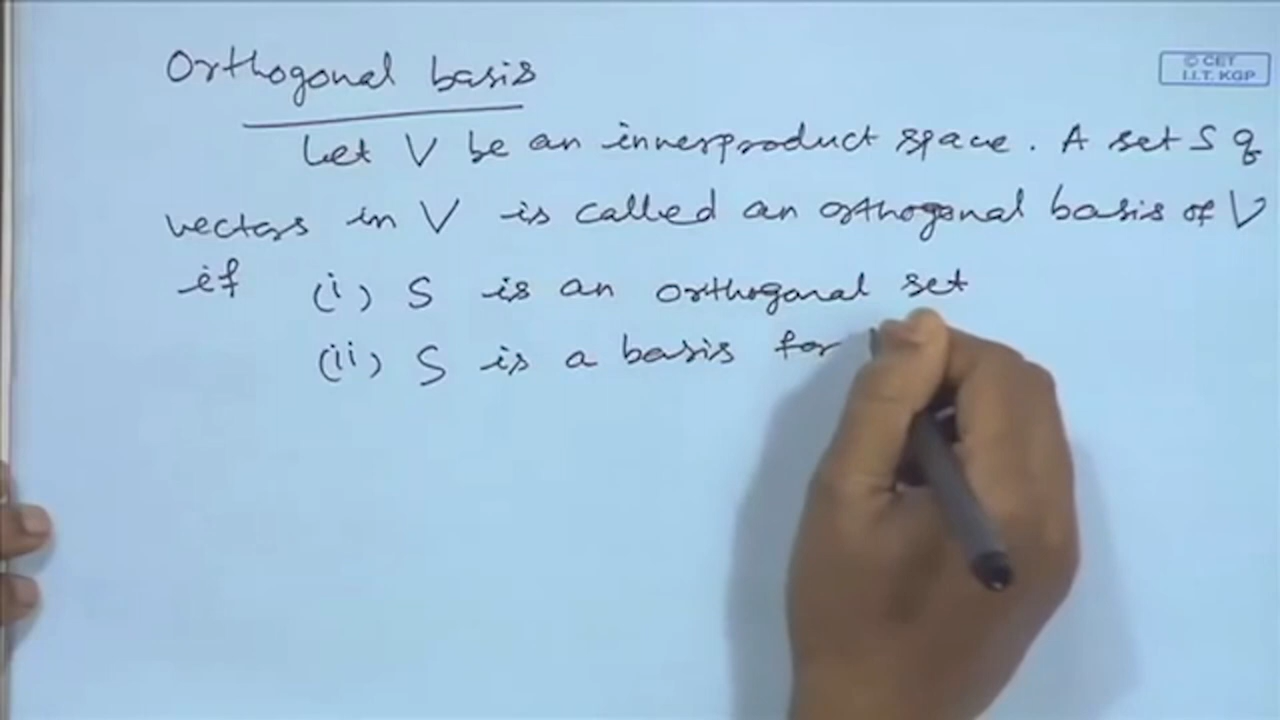 Orthogonal basis
© CET
I.I.T. KGP
Let V be an innerproduct space. A set S of
vectors in V is called an orthogonal basis of V
if (i) S is an orthogonal set
(ii) S is a basis for